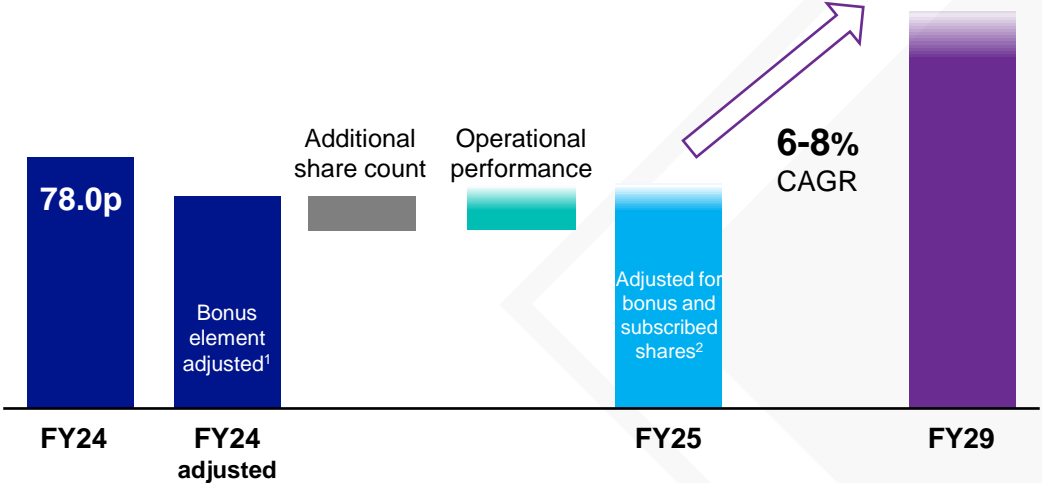 78.0p
Bonus
element
adjusted¹
Additional
share count
Operational
performance
Adjusted for
bonus and
subscribed
shares²
6-8%
CAGR
FY24
FY24
adjusted
FY25
FY29